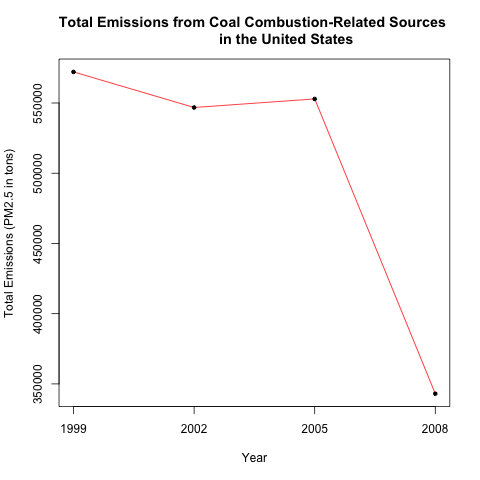 Total Emissions from Coal Combustion-Related Sources
in the United States
Total Emissions (PM2.5 in tons)
550000
500000
450000
400000
350000
1999
2002
2005
2008
Year